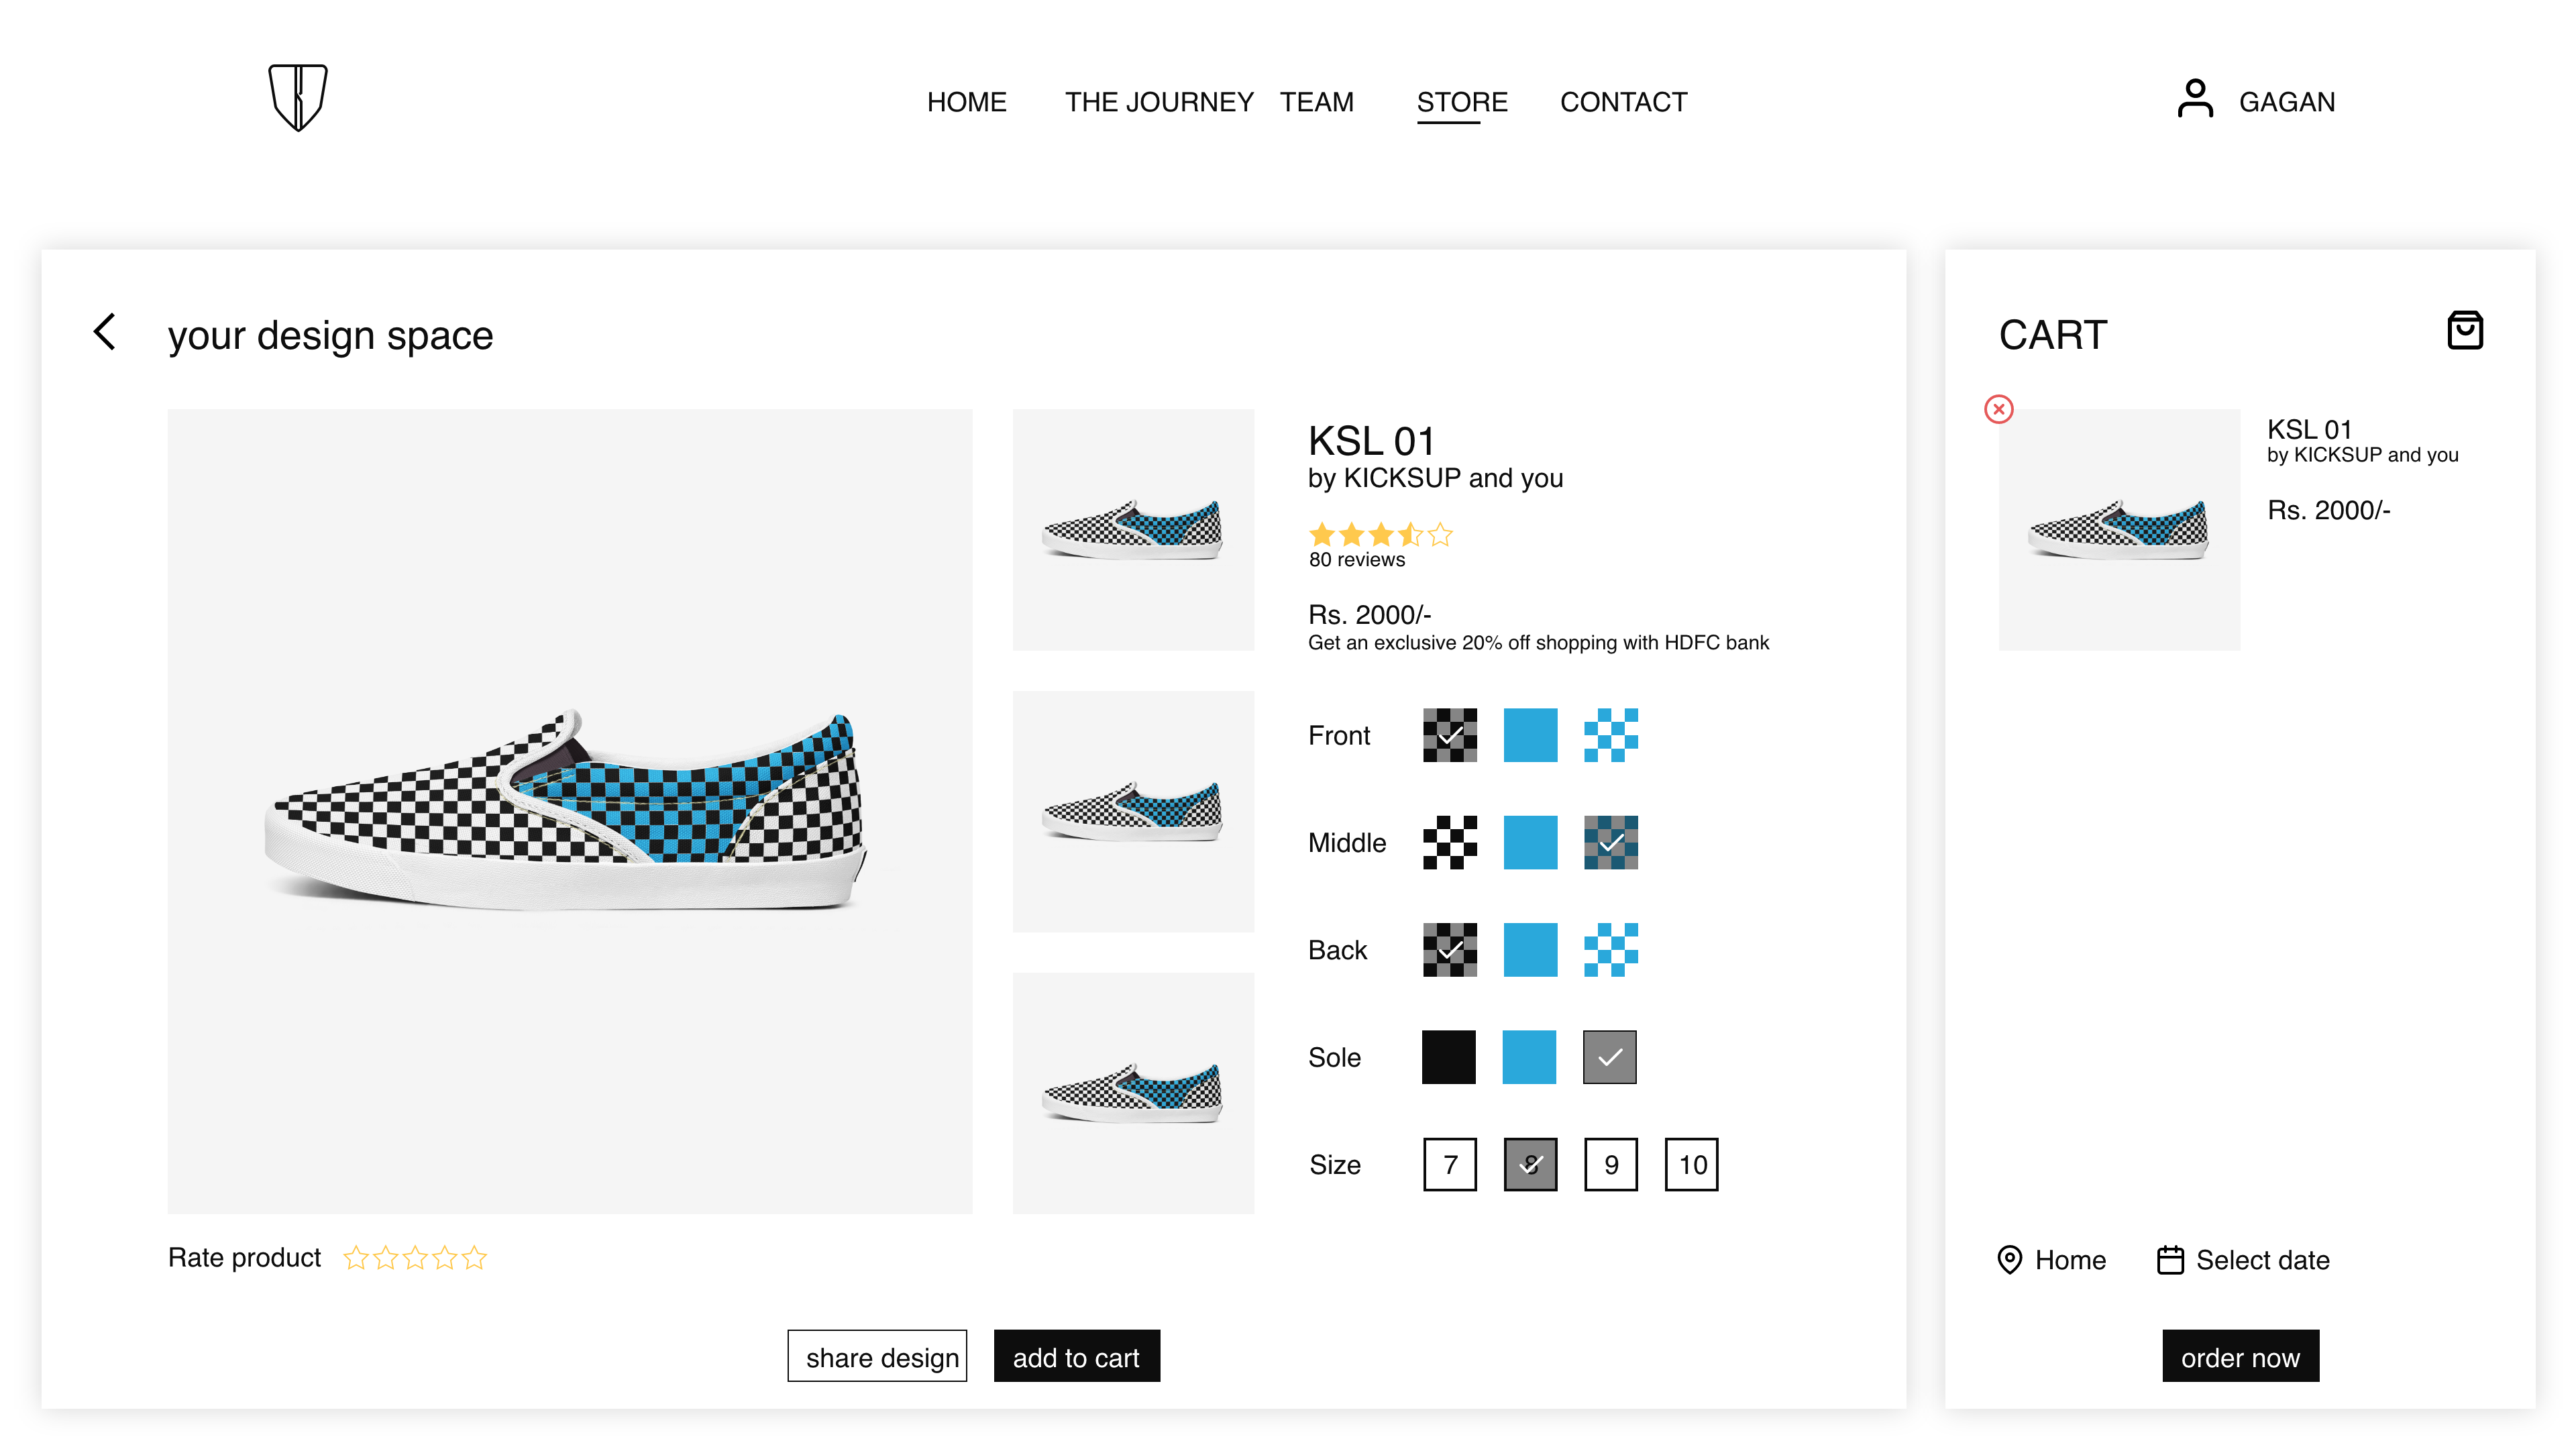 HOME THE JOURNEY TEAM STORE CONTACT
GAGAN
your design space
KSL 01
by KICKSUP and you
80 reviews
Rs. 2000/-
Get an exclusive 20% off shopping with HDFC bank
Front
Middle
Back
Sole
Size 7 8 9 10
Rate product
share design
add to cart
CART
KSL 01
by KICKSUP and you
Rs. 2000/-
Home
Select date
order now